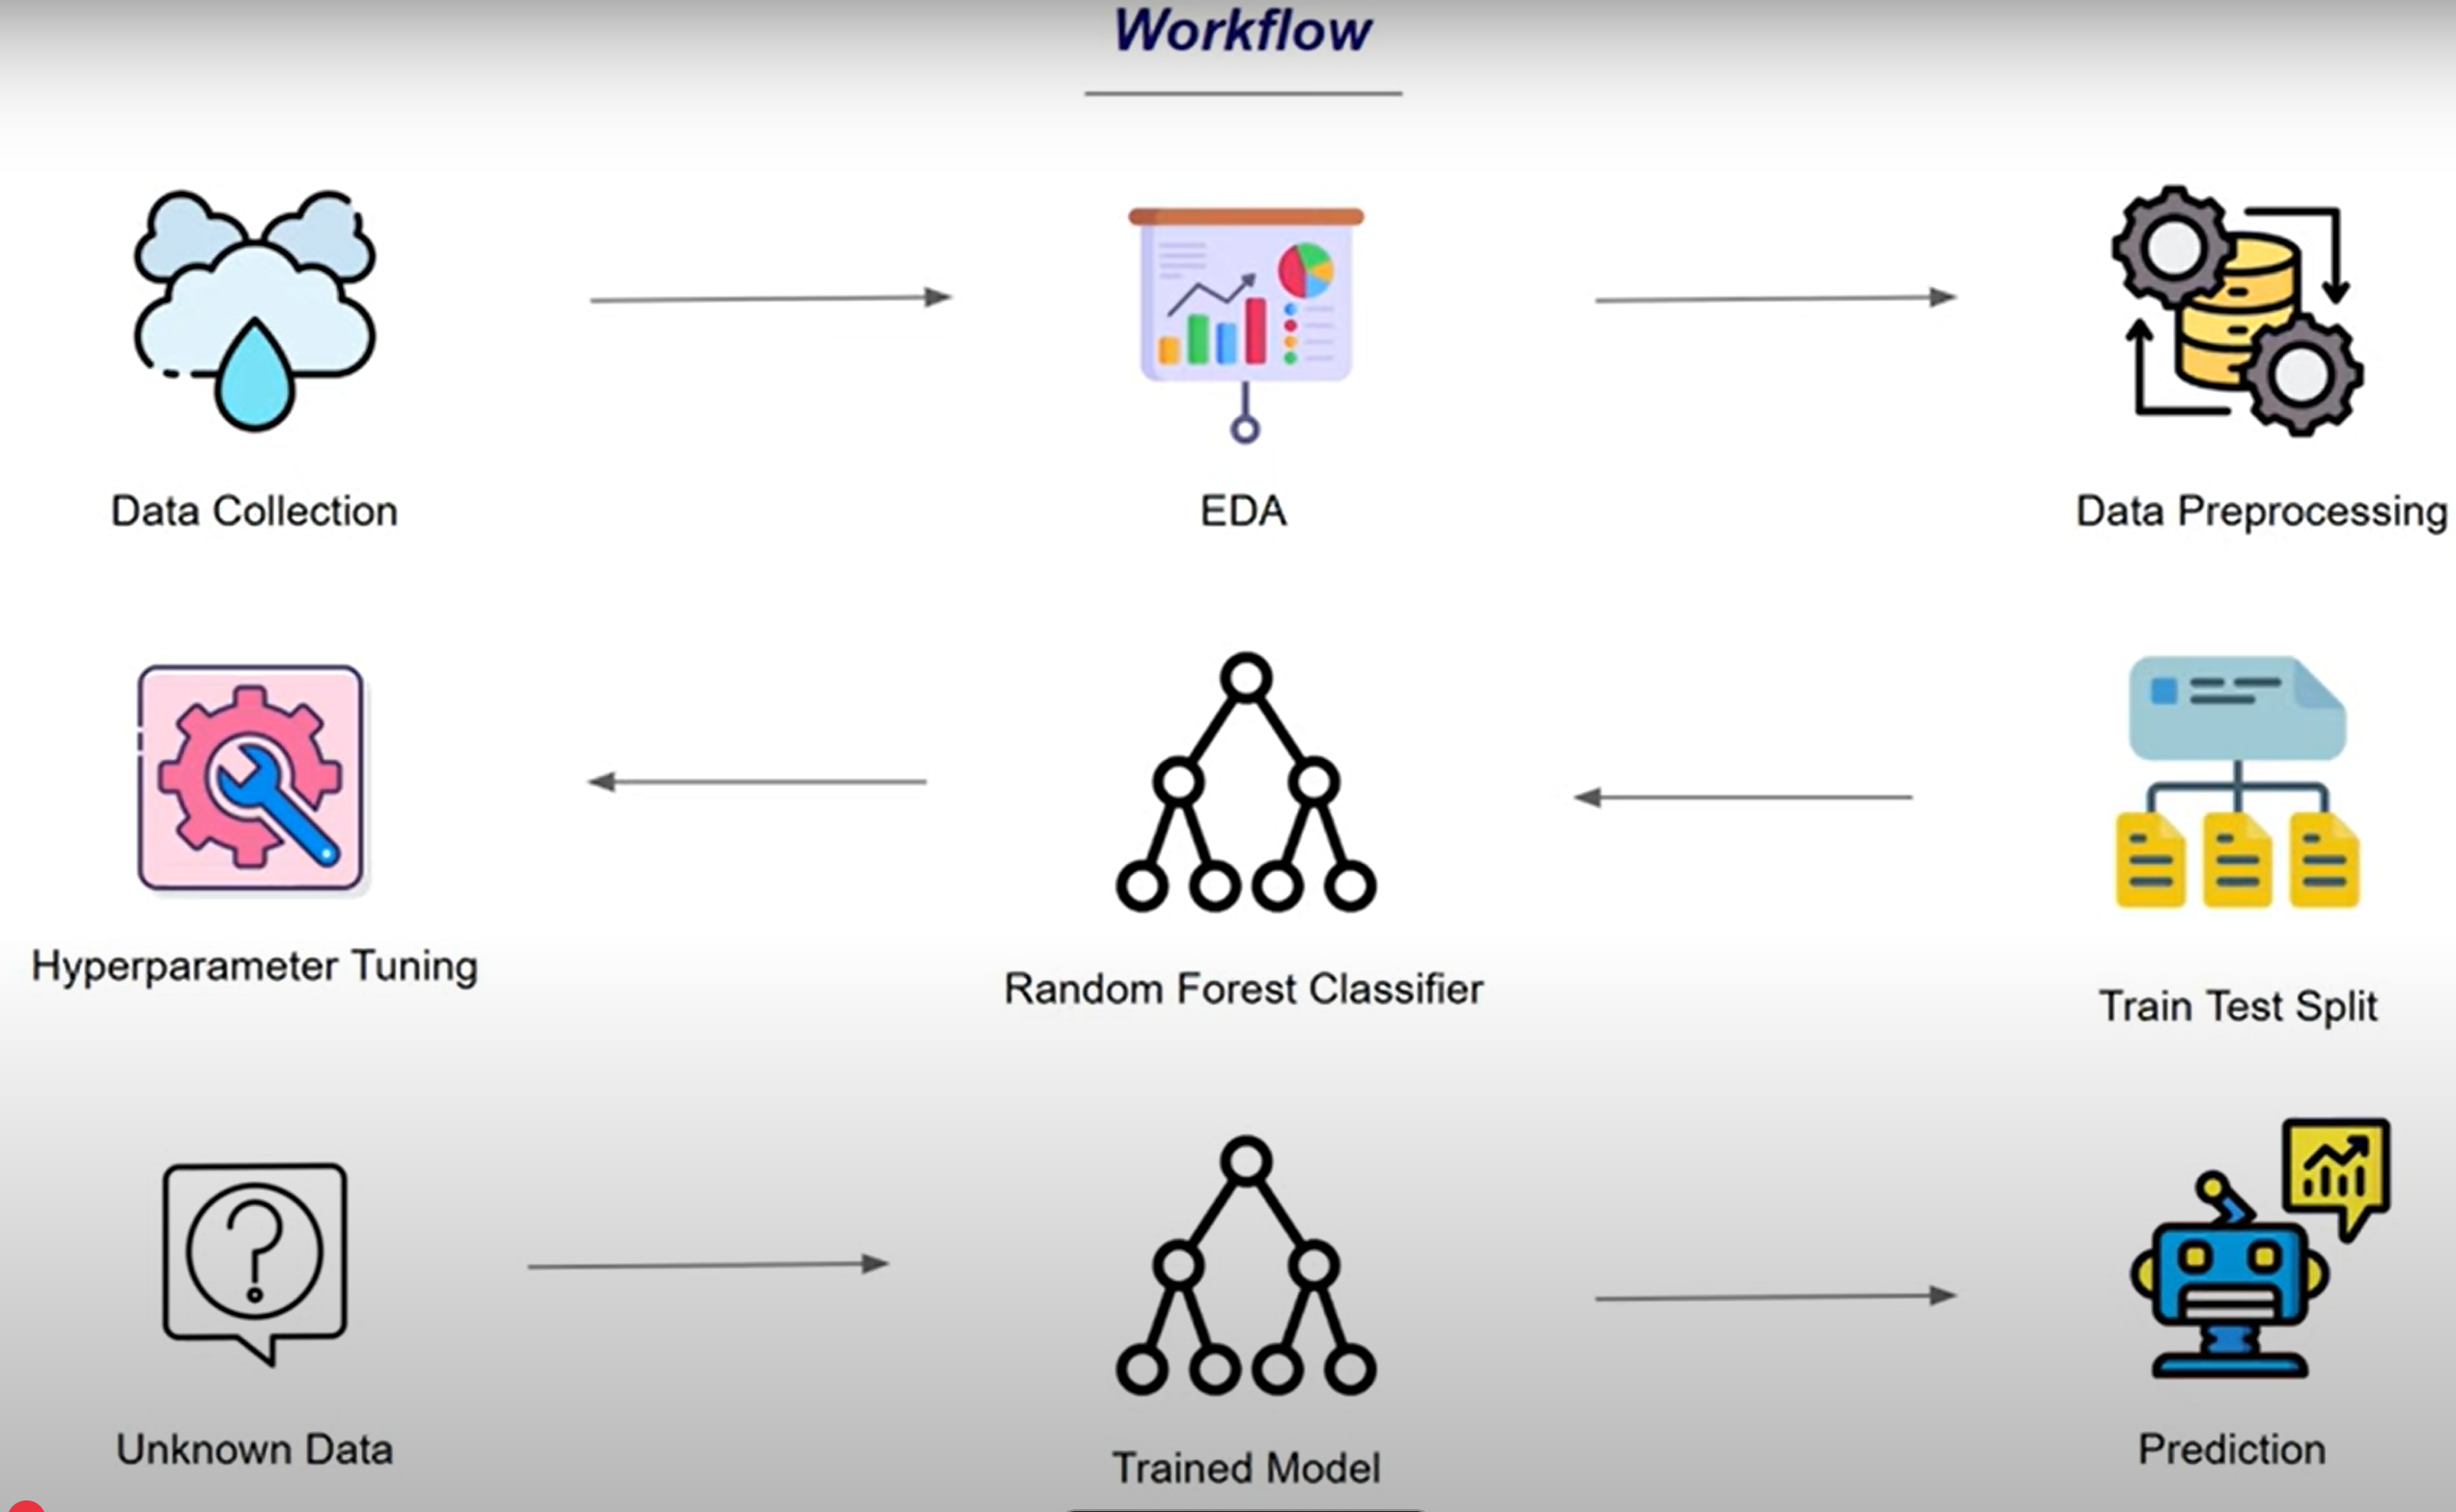 Workflow
Data Collection
EDA
Data Preprocessing
Hyperparameter Tuning
Random Forest Classifier
Train Test Split
Unknown Data
Trained Model
Prediction